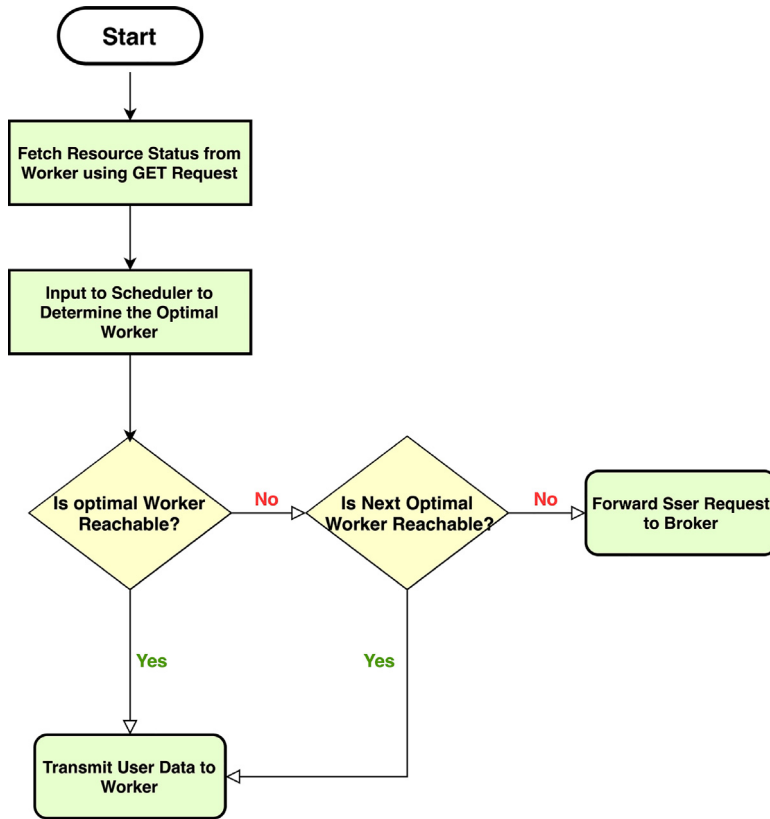 Start
Fetch Resource Status from
Worker using GET Request
Input to Scheduler to
Determine the Optimal
Worker
Is optimal Worker
Reachable?
No
Is Next Optimal
Worker Reachable?
No
Forward Sser Request
to Broker
Yes
Yes
Transmit User Data to
Worker